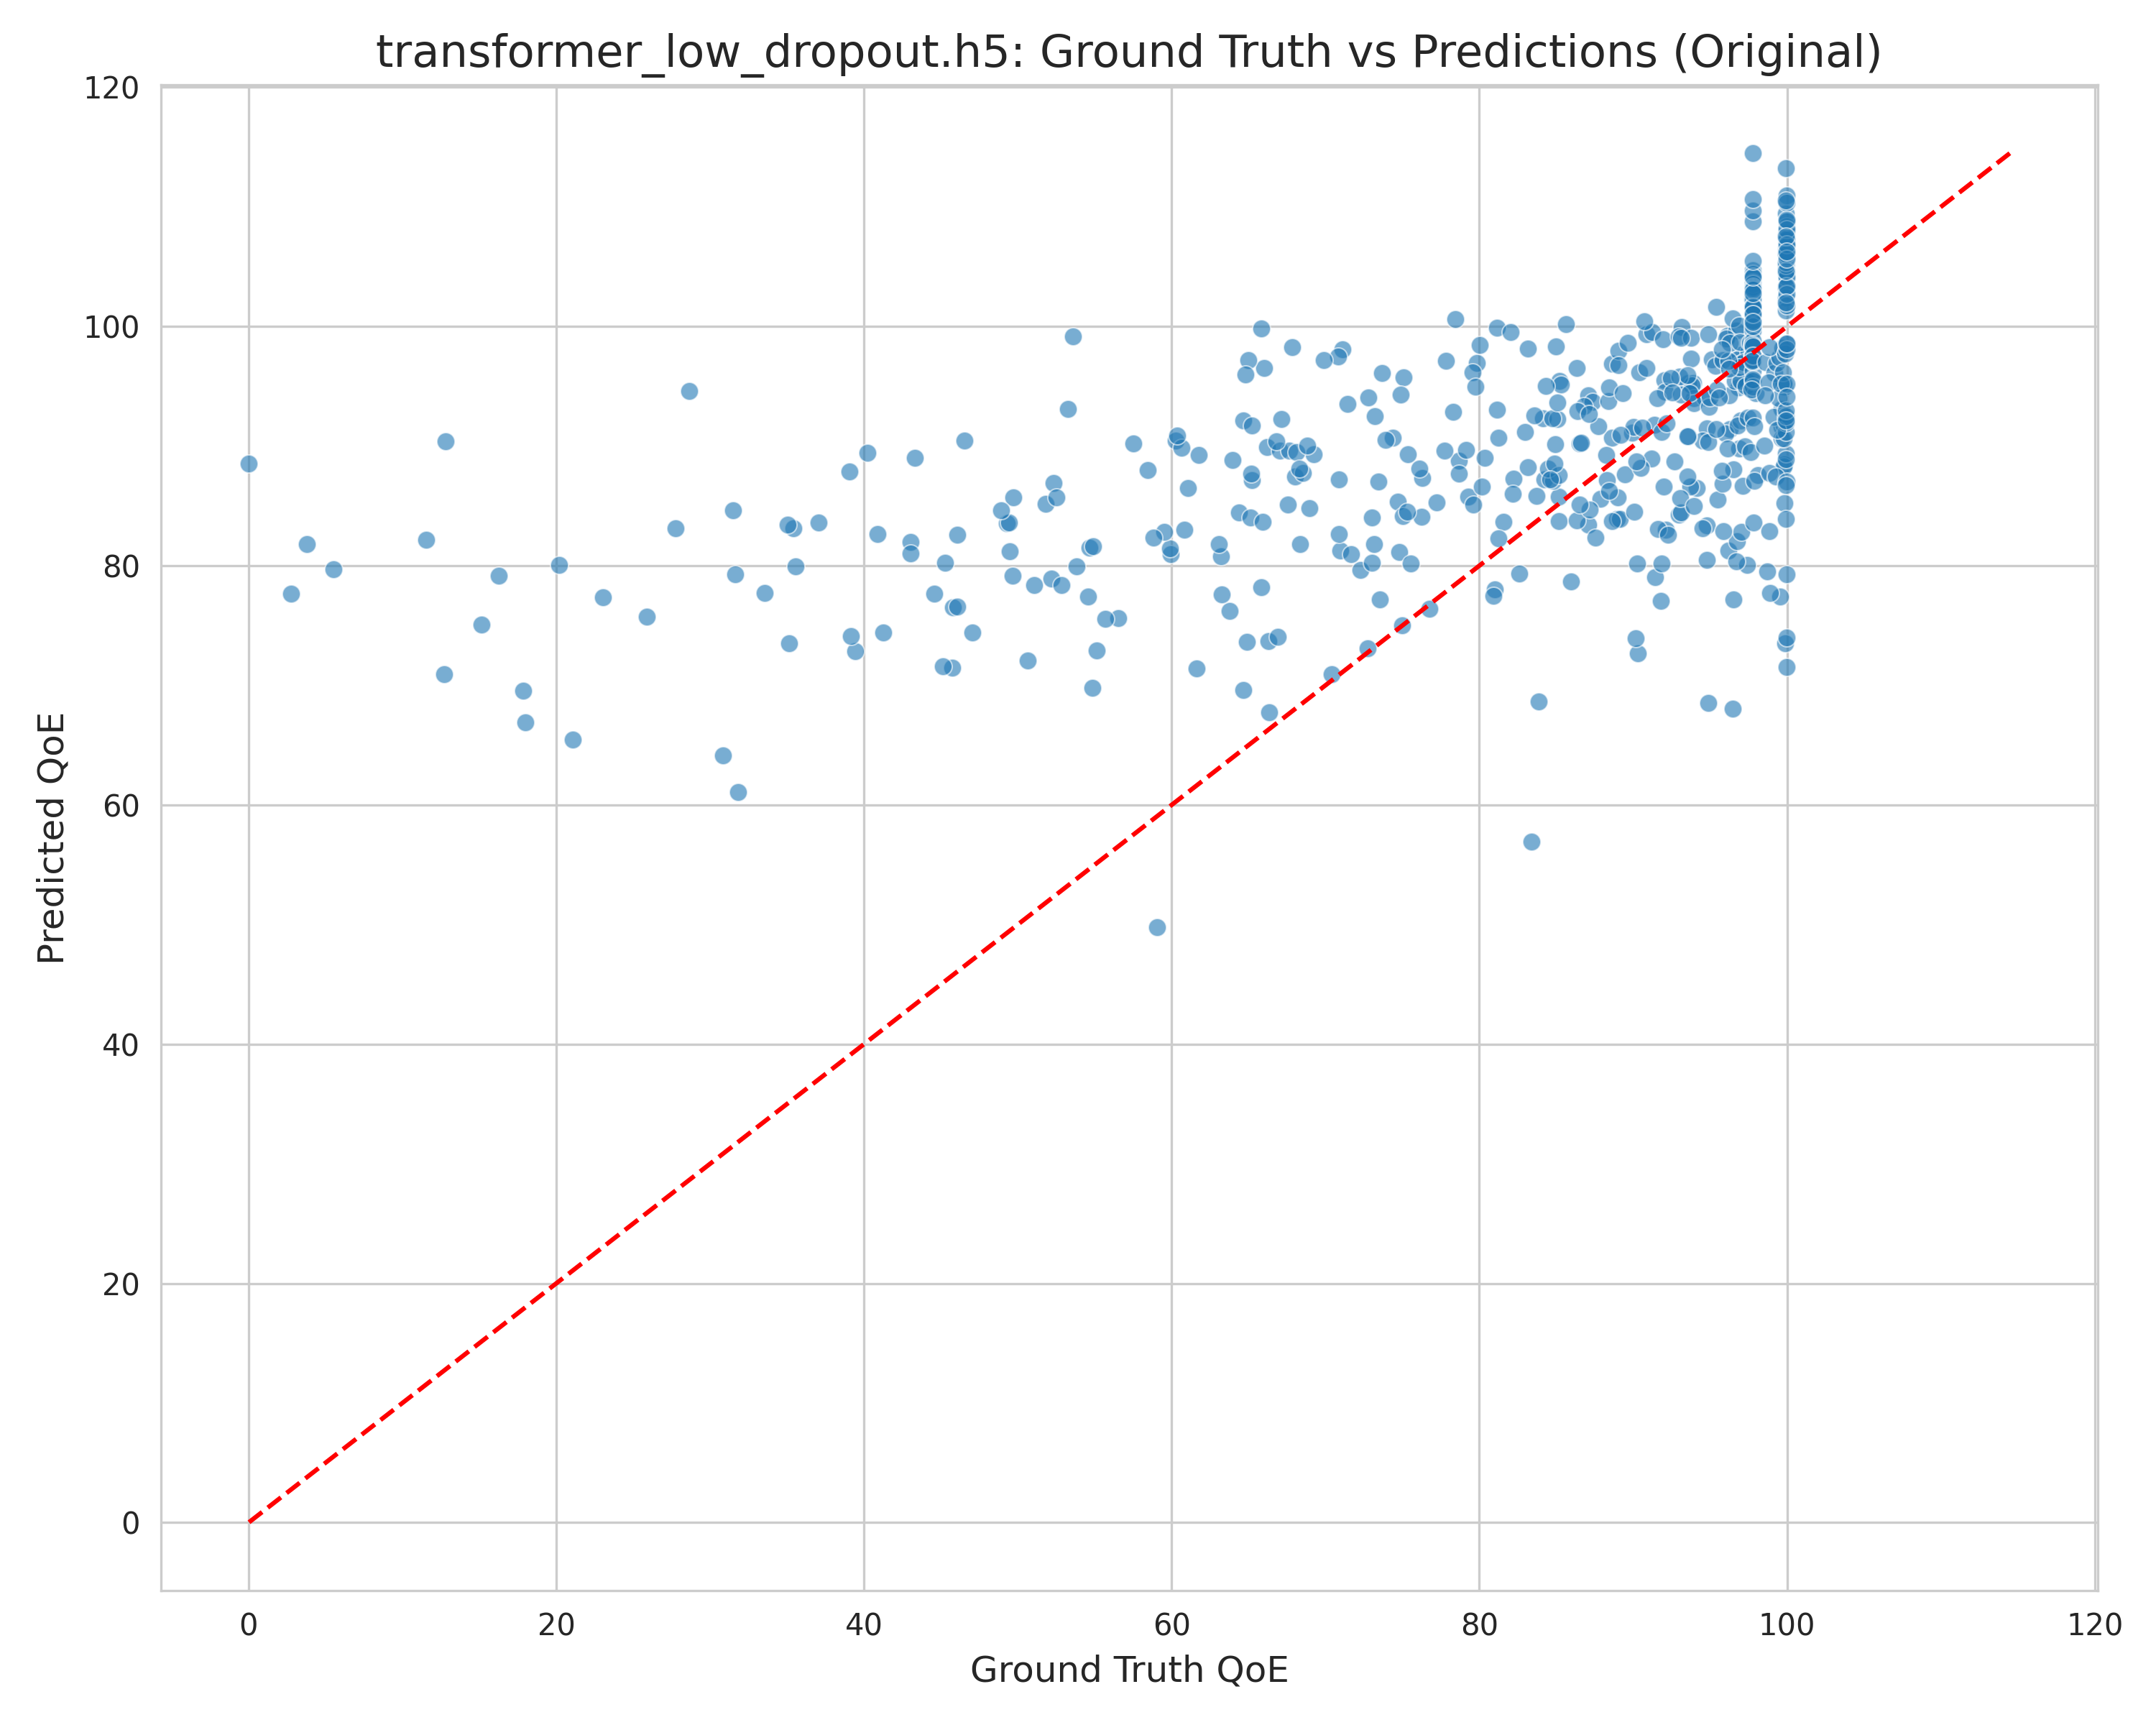 transformer_low_dropout.h5: Ground Truth vs Predictions (Original)
120
100
80
60
40
20
0
Predicted QoE
0 20 40 60 80 100 120
Ground Truth QoE